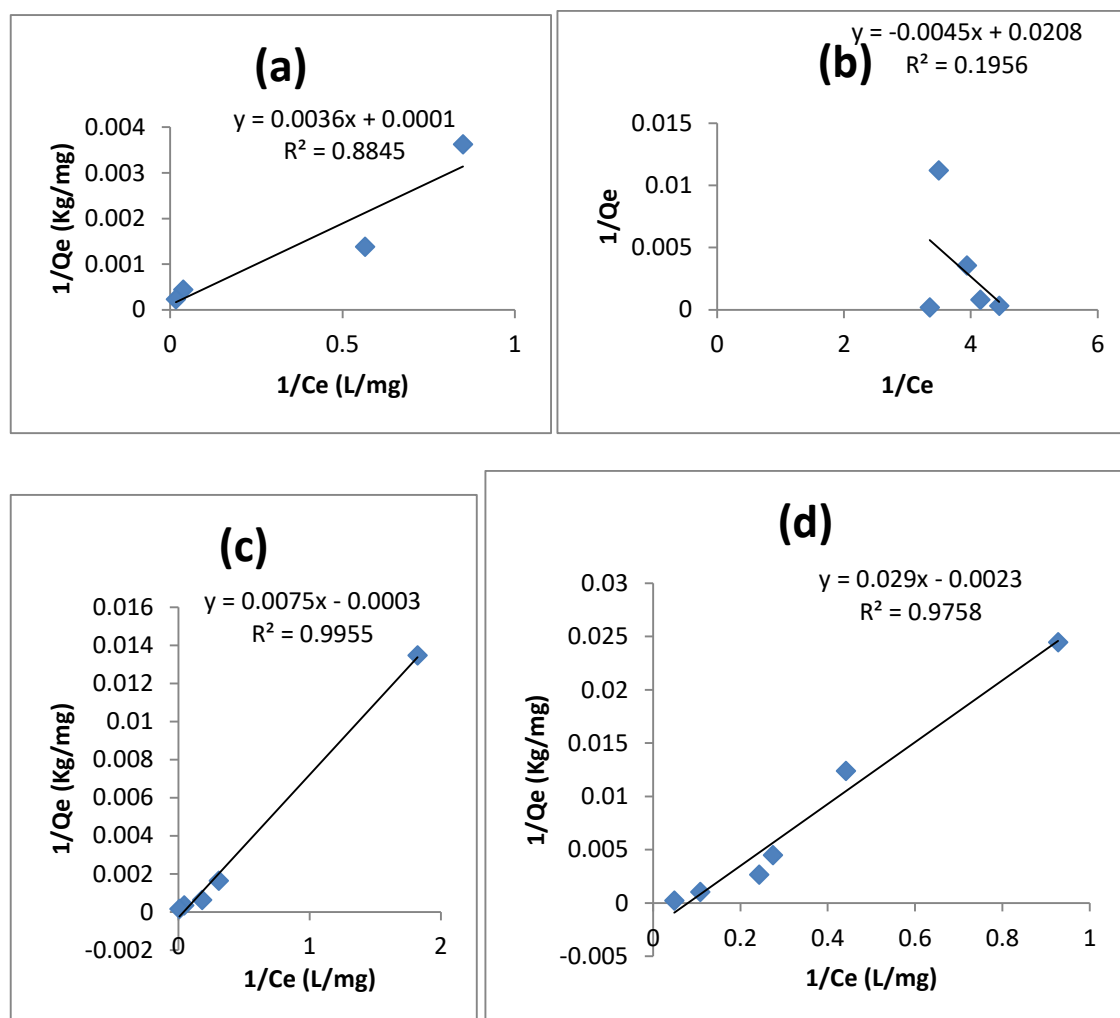 (a)
y = 0.0036x + 0.0001
R² = 0.8845
0.004
0.003
0.002
0.001
0
0
0.5
1
1/Qe (Kg/mg)
1/Ce (L/mg)
y = -0.0045x + 0.0208
(b)
R² = 0.1956
0.015
0.01
0.005
0
0
2
4
6
1/Qe
1/Ce
(c)
y = 0.0075x - 0.0003
R² = 0.9955
0.016
0.014
0.012
0.01
0.008
0.006
0.004
0.002
0
-0.002
0
1
2
1/Qe (Kg/mg)
1/Ce (L/mg)
(d)
y = 0.029x - 0.0023
R² = 0.9758
0.03
0.025
0.02
0.015
0.01
0.005
0
-0.005
0
0.2
0.4
0.6
0.8
1
1/Qe (Kg/mg)
1/Ce (L/mg)